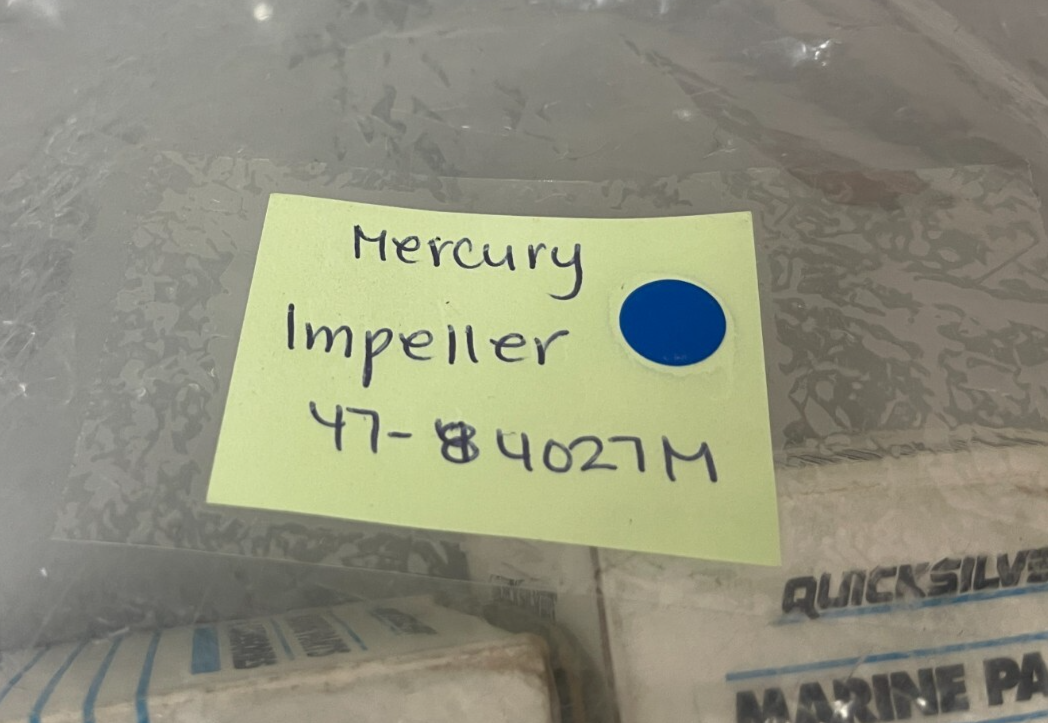 Mercury
Impeller
47-84027M
QUICKSILVE
MARINE PA